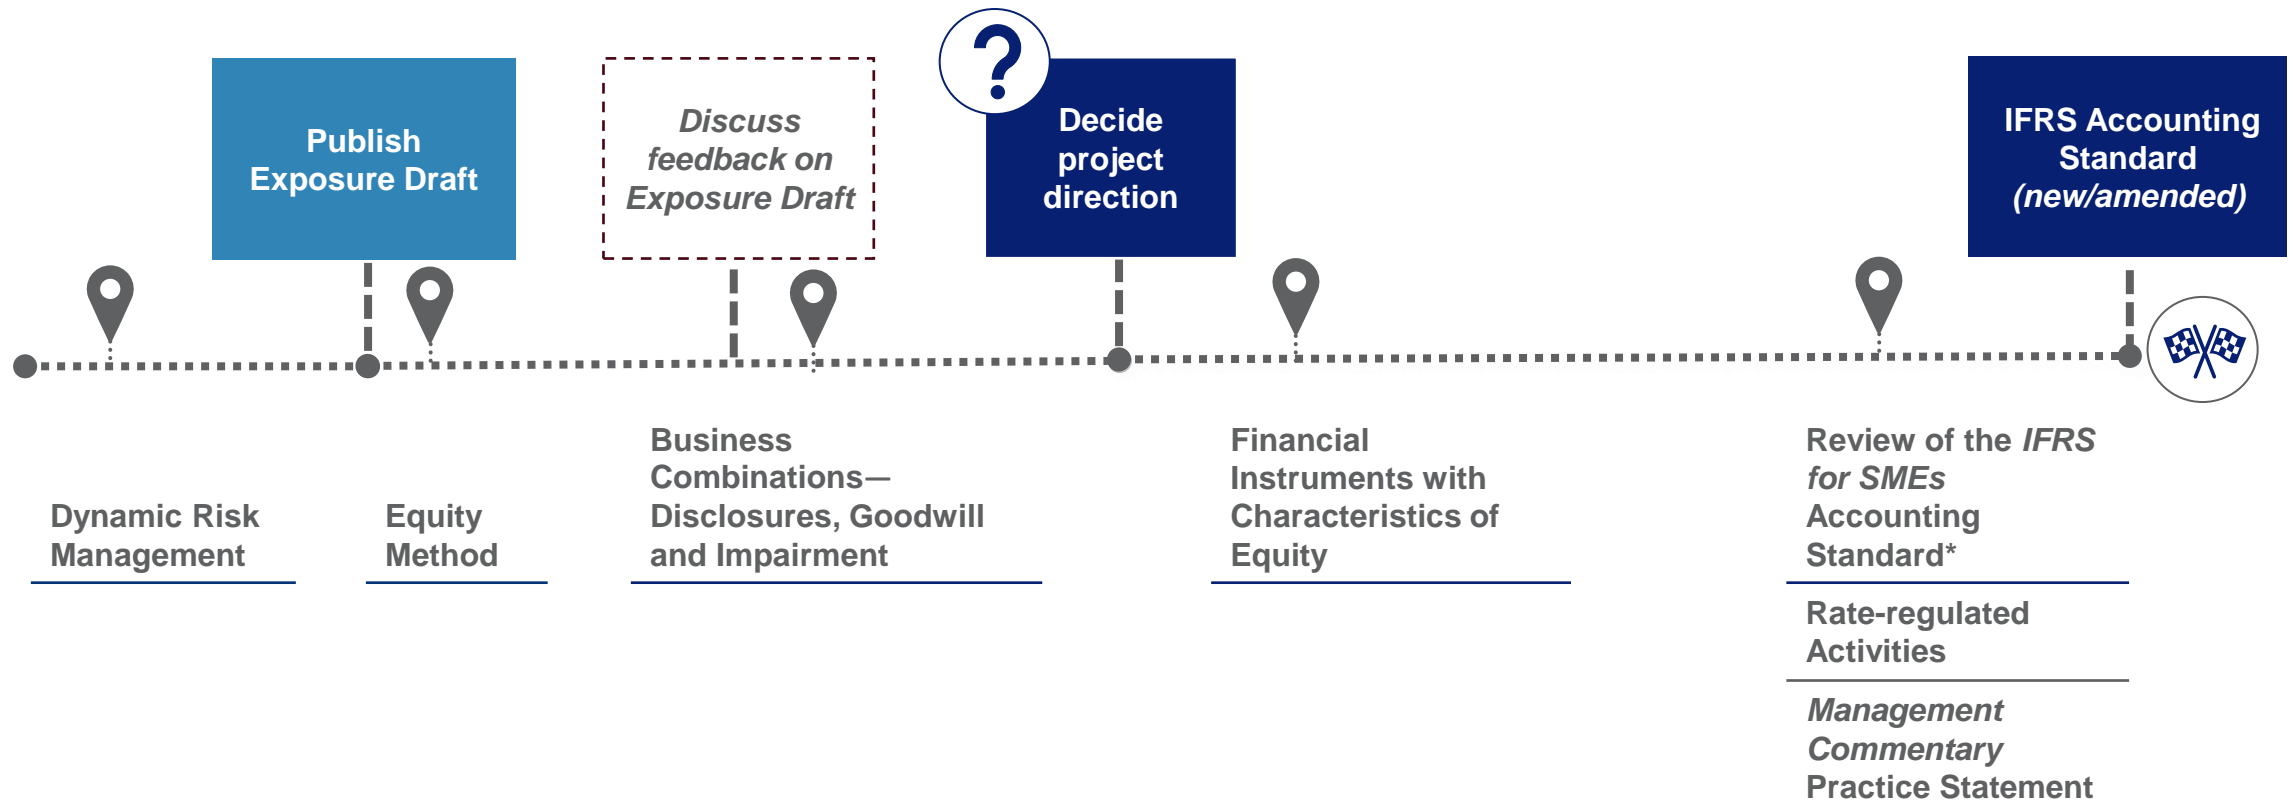 Publish
Exposure Draft
Discuss
feedback on
Exposure Draft
?
Decide
project
direction
IFRS Accounting
Standard
(new/amended)
Dynamic Risk
Management
Equity
Method
Business
Combinations—
Disclosures, Goodwill
and Impairment
Financial
Instruments with
Characteristics of
Equity
Review of the IFRS
for SMEs
Accounting
Standard*
Rate-regulated
Activities
Management
Commentary
Practice Statement